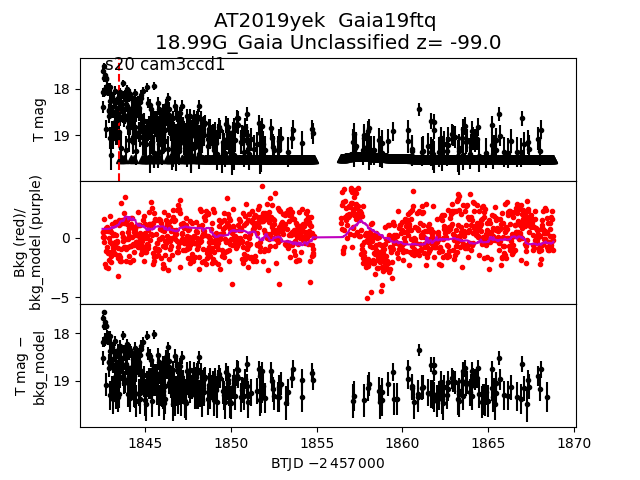 AT2019yek  Gaia19ftq
18.99G_Gaia Unclassified z= -99.0
s20 cam3ccd1
T mag
18
19
Bkg (red)/
bkg_model (purple)
0
−5
T mag −
bkg_model
18
19
1845 1850 1855 1860 1865 1870
BTJD −2 457 000